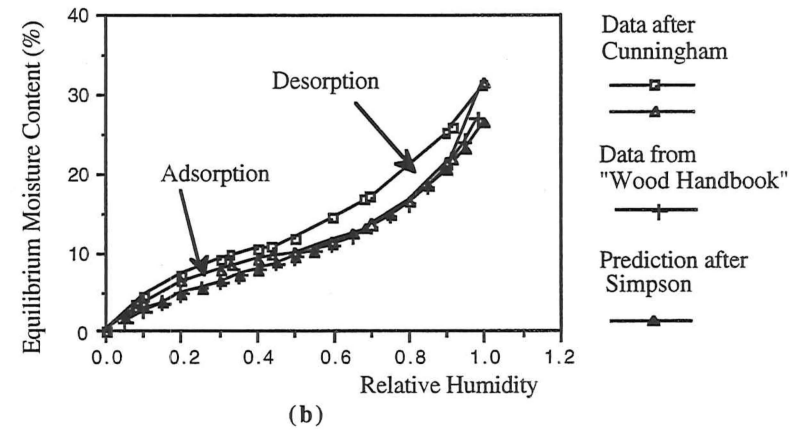 Equilibrium Moisture Content (%)
40
30
20
10
0
Desorption
Adsorption
0.0 0.2 0.4 0.6 0.8 1.0 1.2
Relative Humidity
(b)
Data after
Cunningham
Data from
"Wood Handbook"
Prediction after
Simpson